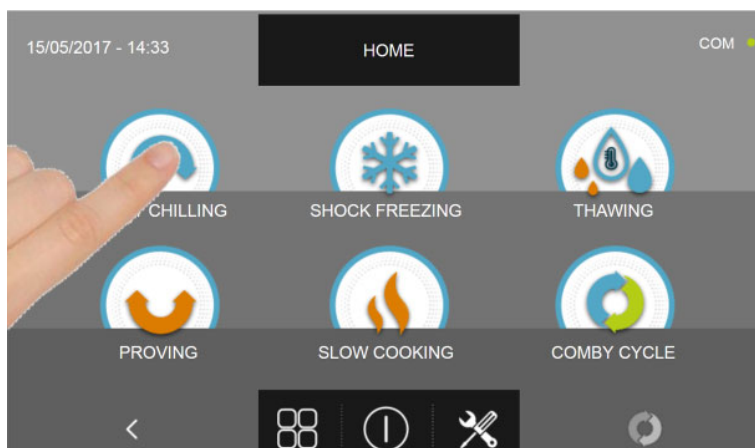 15/05/2017 - 14:33
HOME
COM
CHILLING
SHOCK FREEZING
THAWING
PROVING
SLOW COOKING
COMBY CYCLE